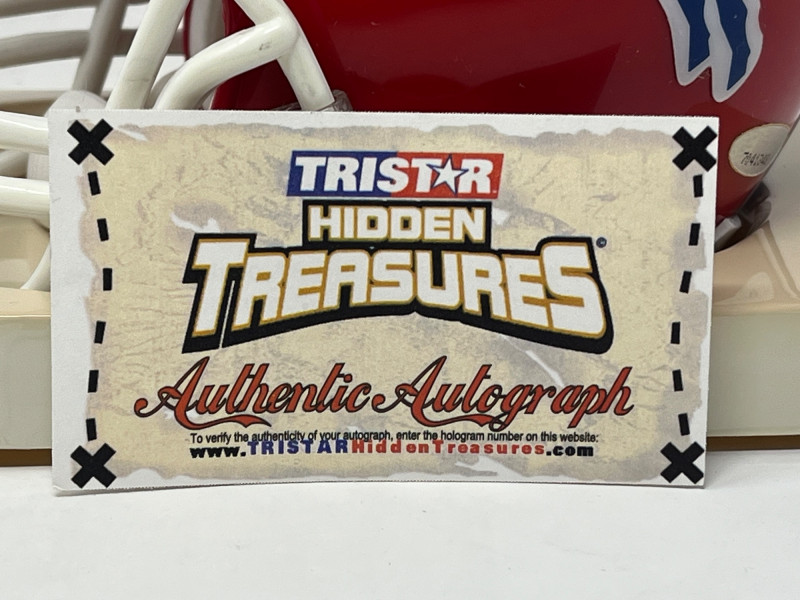 TRISTAR
HIDDEN
TREASURES
Authentic Autograph
To verify the authenticity of your autograph, enter the hologram number on this website:
www.TRISTARHiddenTreasures.com